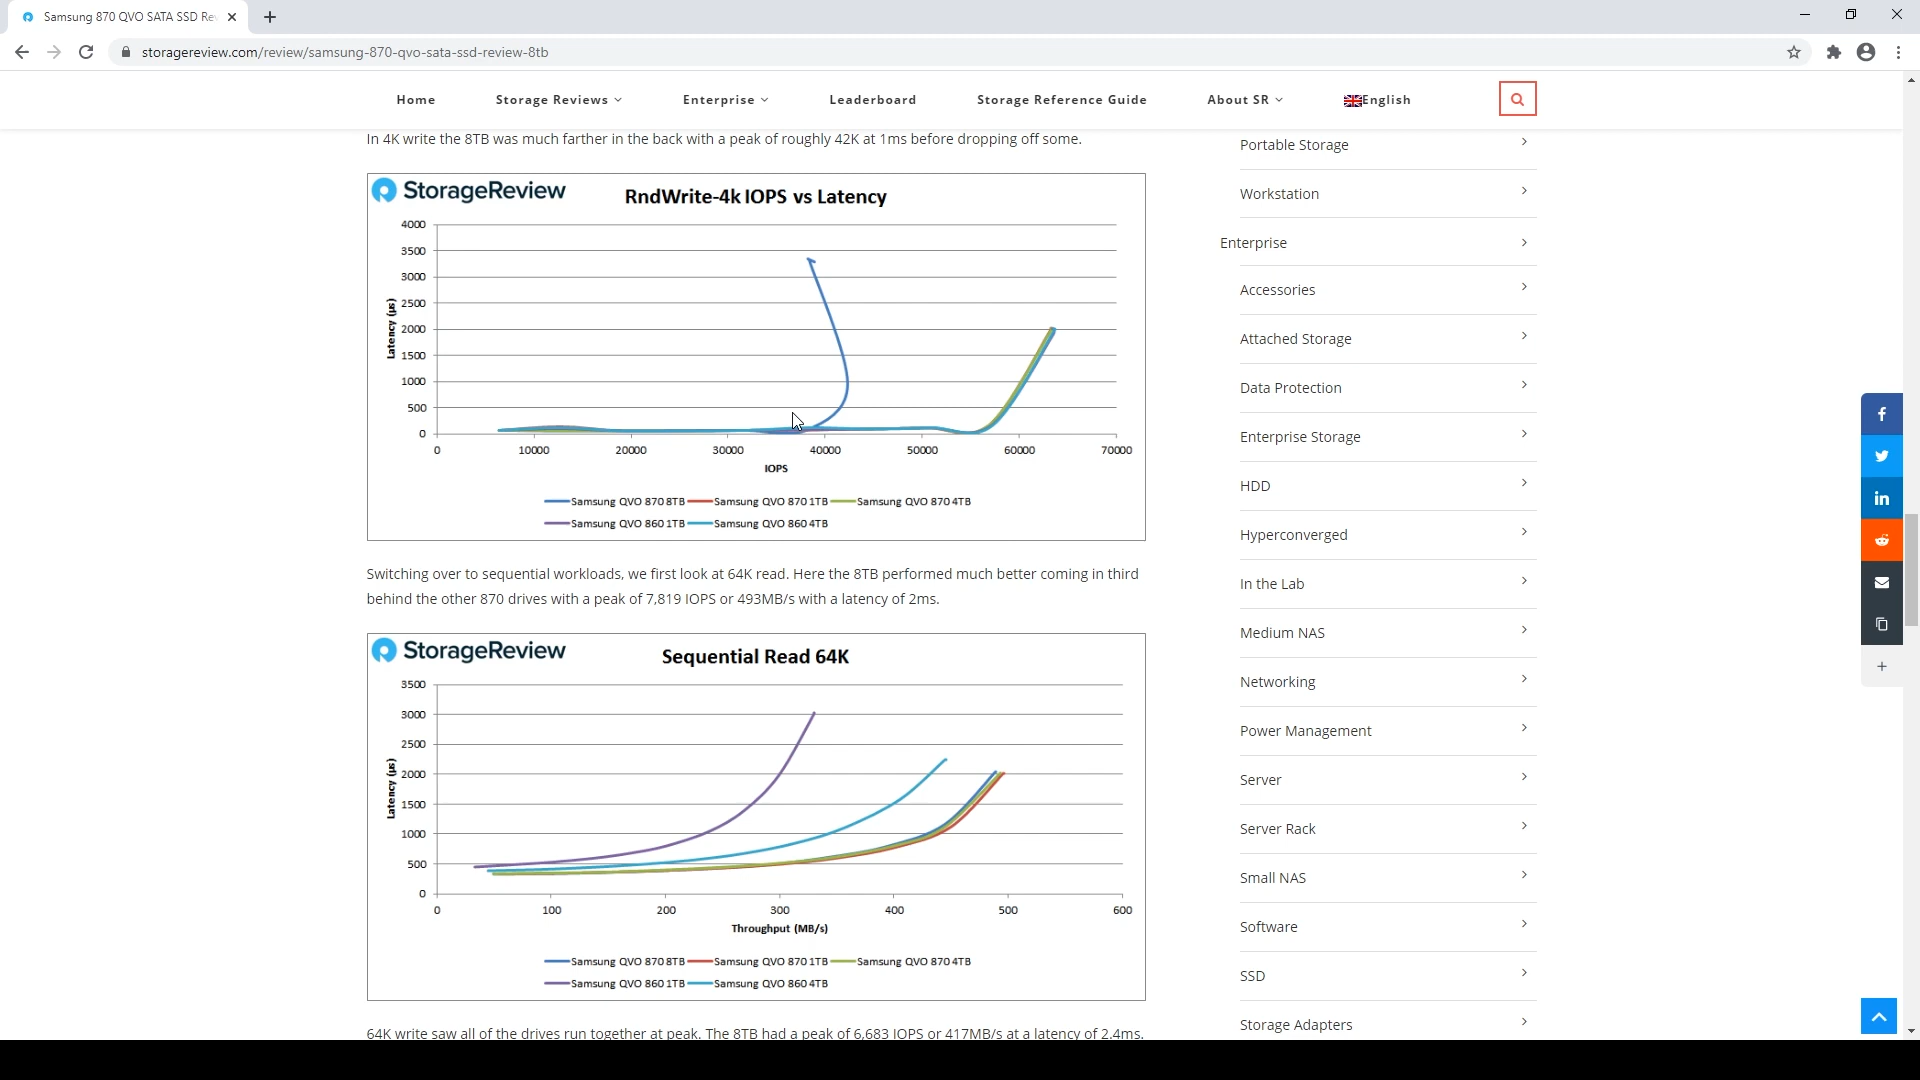 Samsung 870 QVO SATA SSD Re
storagereview.com/review/samsung-870-qvo-sata-ssd-review-8tb
Home Storage Reviews Enterprise Leaderboard Storage Reference Guide About SR English
In 4K write the 8TB was much farther in the back with a peak of roughly 42K at 1ms before dropping off some.
StorageReview
RndWrite-4k IOPS vs Latency
4000
3500
3000
2500
2000
1500
1000
500
0
Latency (µs)
0 10000 20000 30000 40000 50000 60000 70000
IOPS
Samsung QVO 870 8TB Samsung QVO 870 1TB Samsung QVO 870 4TB
Samsung QVO 860 1TB Samsung QVO 860 4TB
Switching over to sequential workloads, we first look at 64K read. Here the 8TB performed much better coming in third
behind the other 870 drives with a peak of 7,819 IOPS or 493MB/s with a latency of 2ms.
StorageReview
Sequential Read 64K
3500
3000
2500
2000
1500
1000
500
0
Latency (µs)
0 100 200 300 400 500 600
Throughput (MB/s)
Samsung QVO 870 8TB Samsung QVO 870 1TB Samsung QVO 870 4TB
Samsung QVO 860 1TB Samsung QVO 860 4TB
64K write saw all of the drives run together at peak. The 8TB had a peak of 6,683 IOPS or 417MB/s at a latency of 2.4ms.
Portable Storage
Workstation
Enterprise
Accessories
Attached Storage
Data Protection
Enterprise Storage
HDD
Hyperconverged
In the Lab
Medium NAS
Networking
Power Management
Server
Server Rack
Small NAS
Software
SSD
Storage Adapters